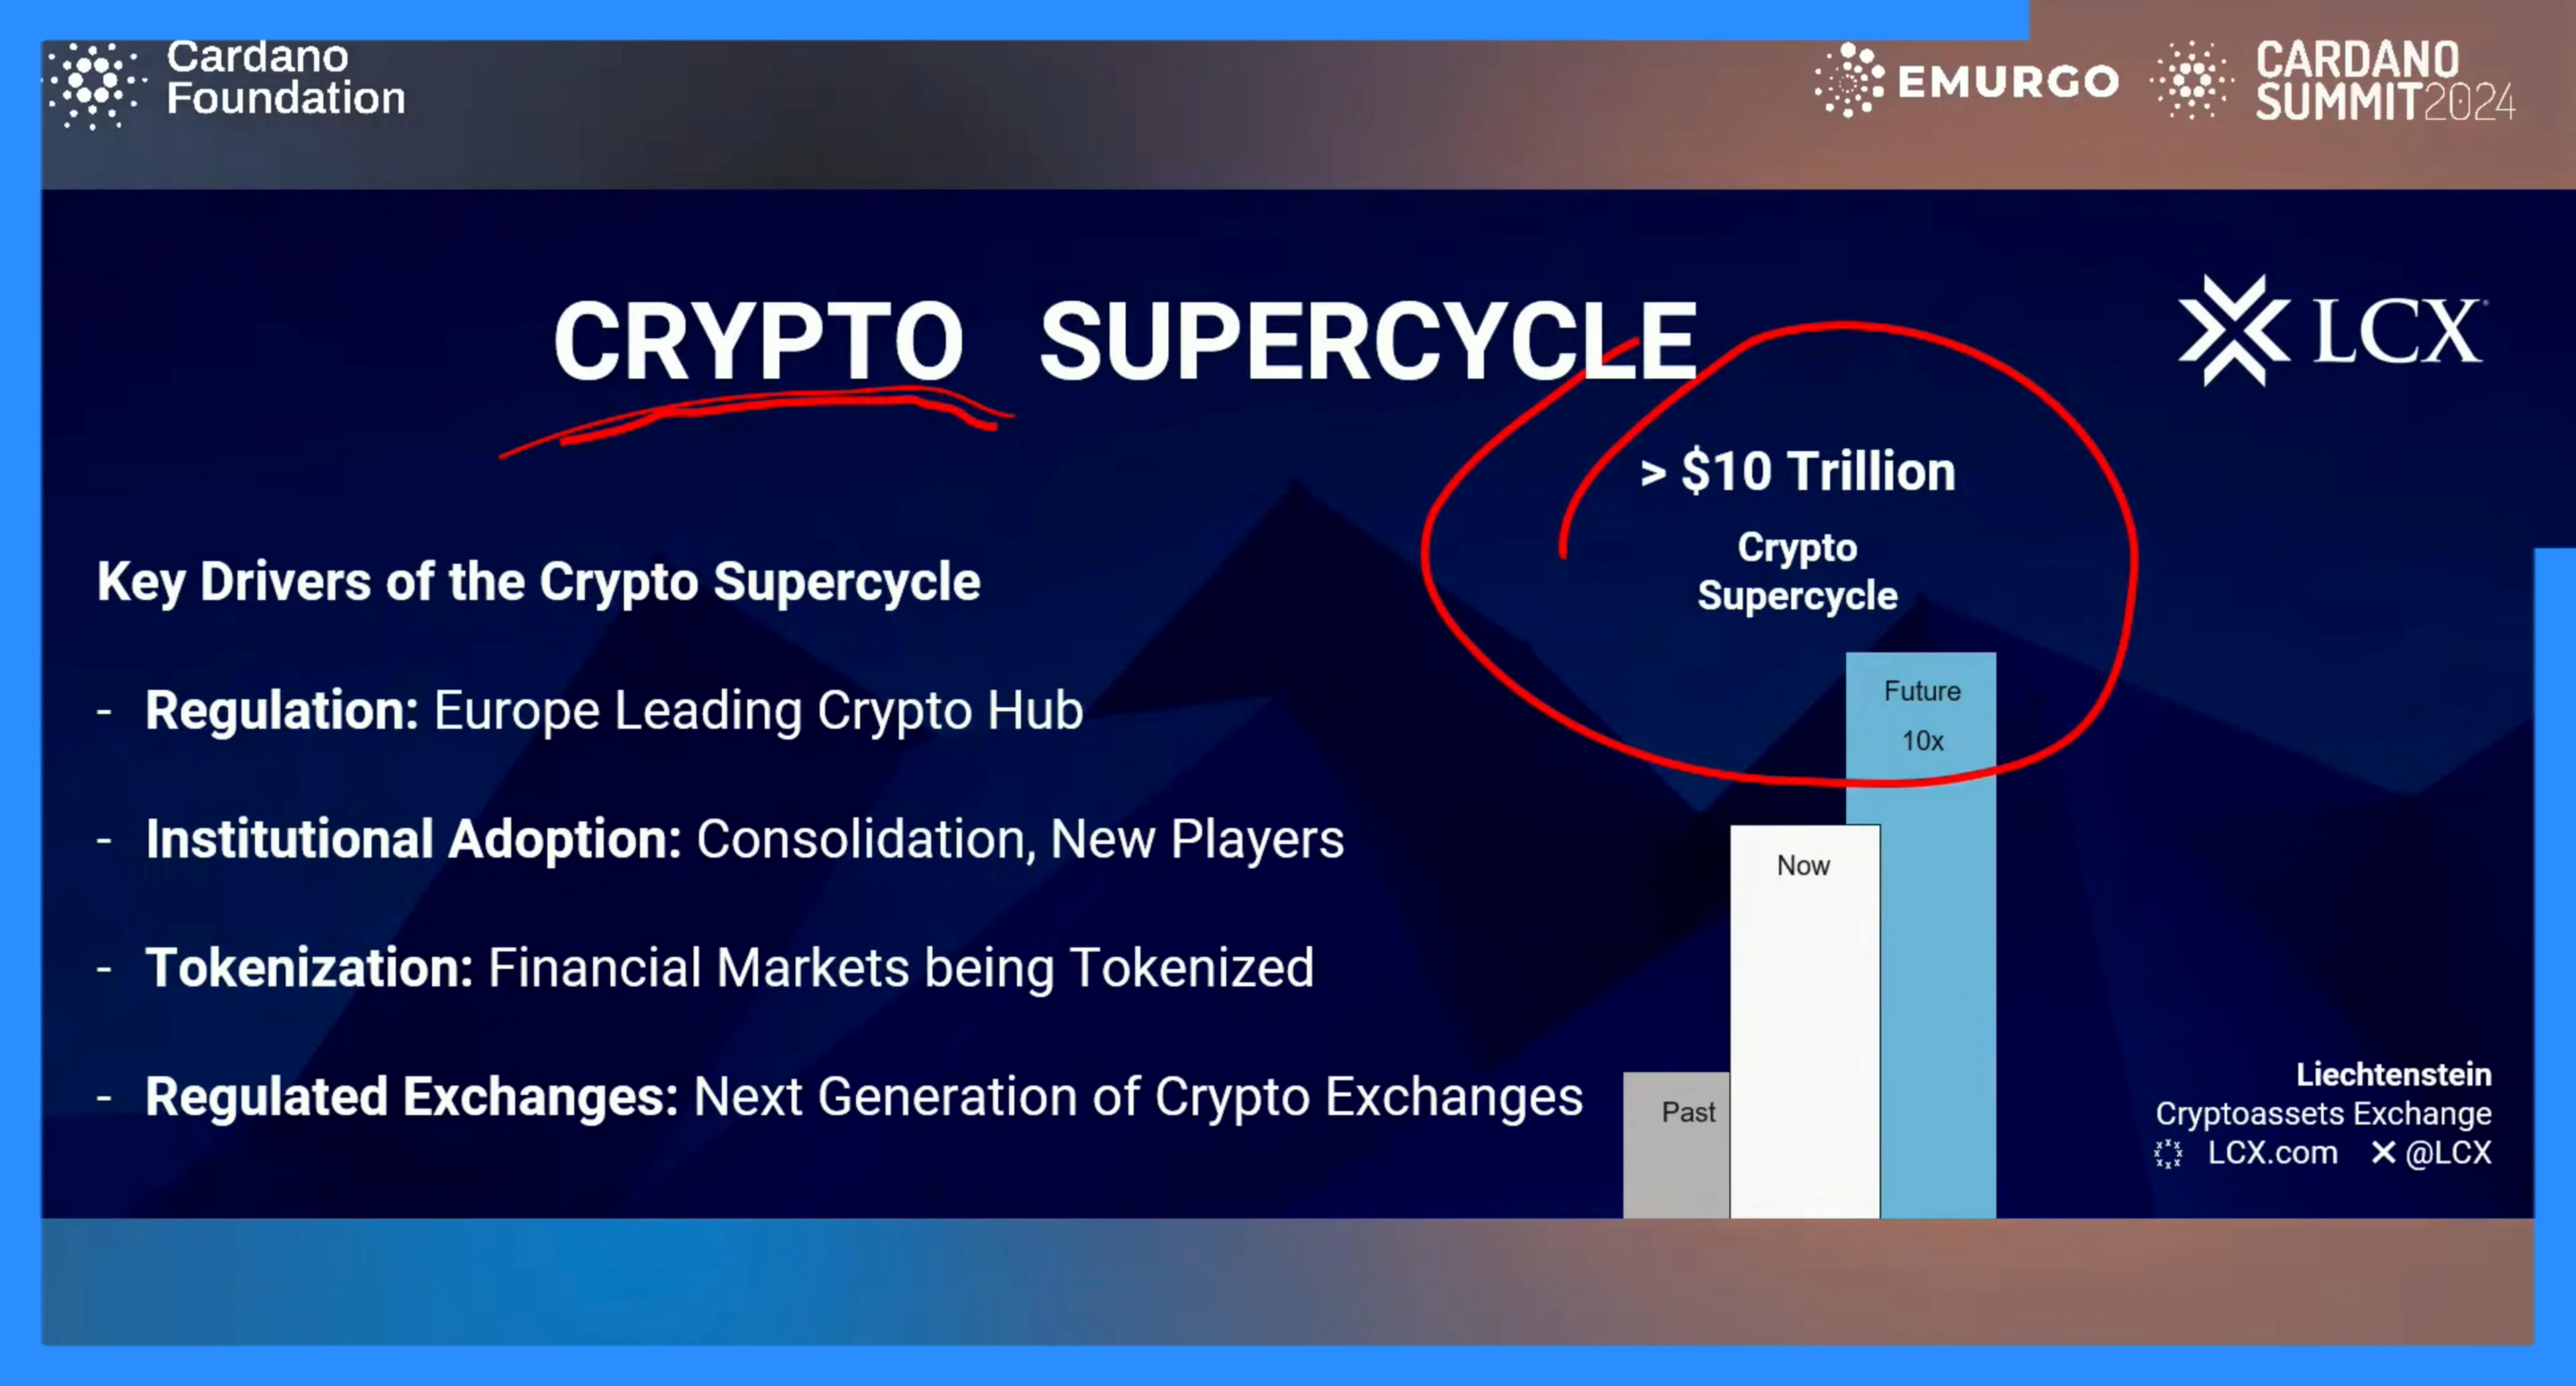 Cardano
Foundation
EMURGO
CARDANO
SUMMIT2024
CRYPTO SUPERCYCLE
LCX
> $10 Trillion
Crypto
Supercycle
Key Drivers of the Crypto Supercycle
- Regulation: Europe Leading Crypto Hub
- Institutional Adoption: Consolidation, New Players
- Tokenization: Financial Markets being Tokenized
- Regulated Exchanges: Next Generation of Crypto Exchanges
Future
10x
Now
Past
Liechtenstein
Cryptoassets Exchange
LCX.com X @LCX